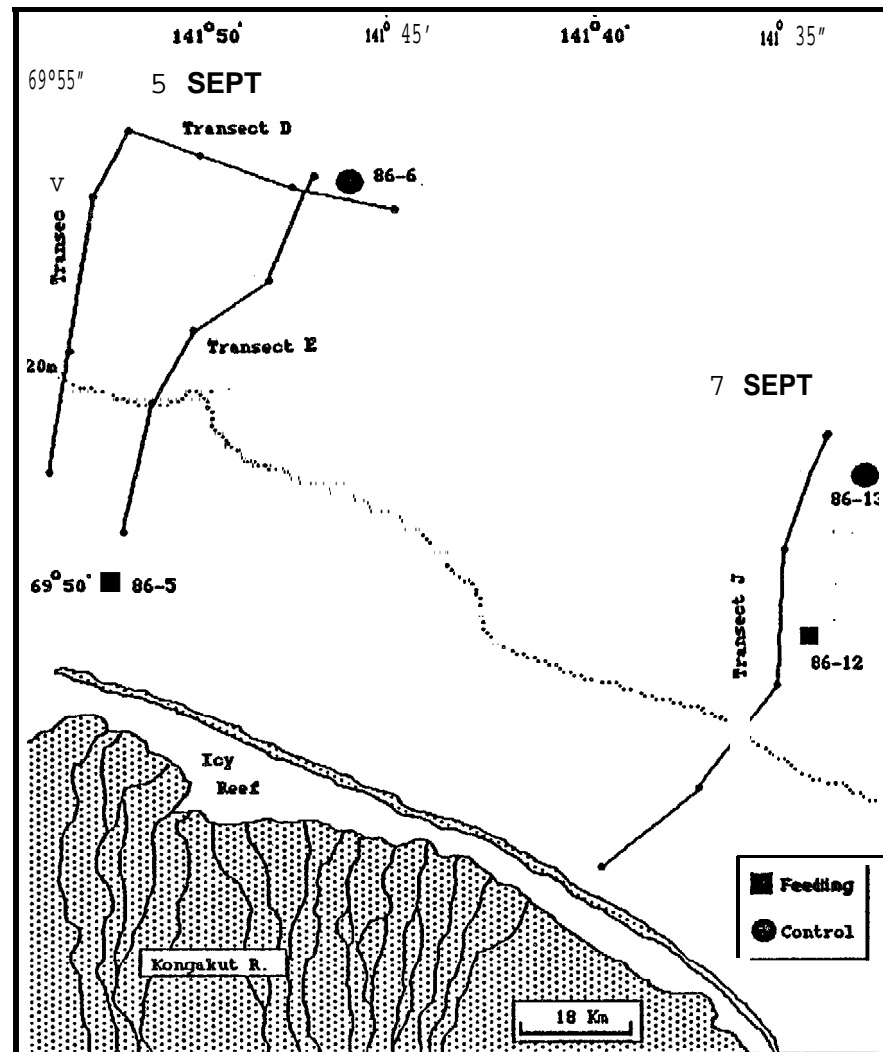 141°50' 141° 45' 141°40' 141° 35"
69°55" 5 SEPT
Transect D
86-6
V
Transec
Transect E
20m
7 SEPT
86-13
69°50' 86-5
Transect J
86-12
Icy
Reef
Feeding
Control
Kongakut R.
18 Km